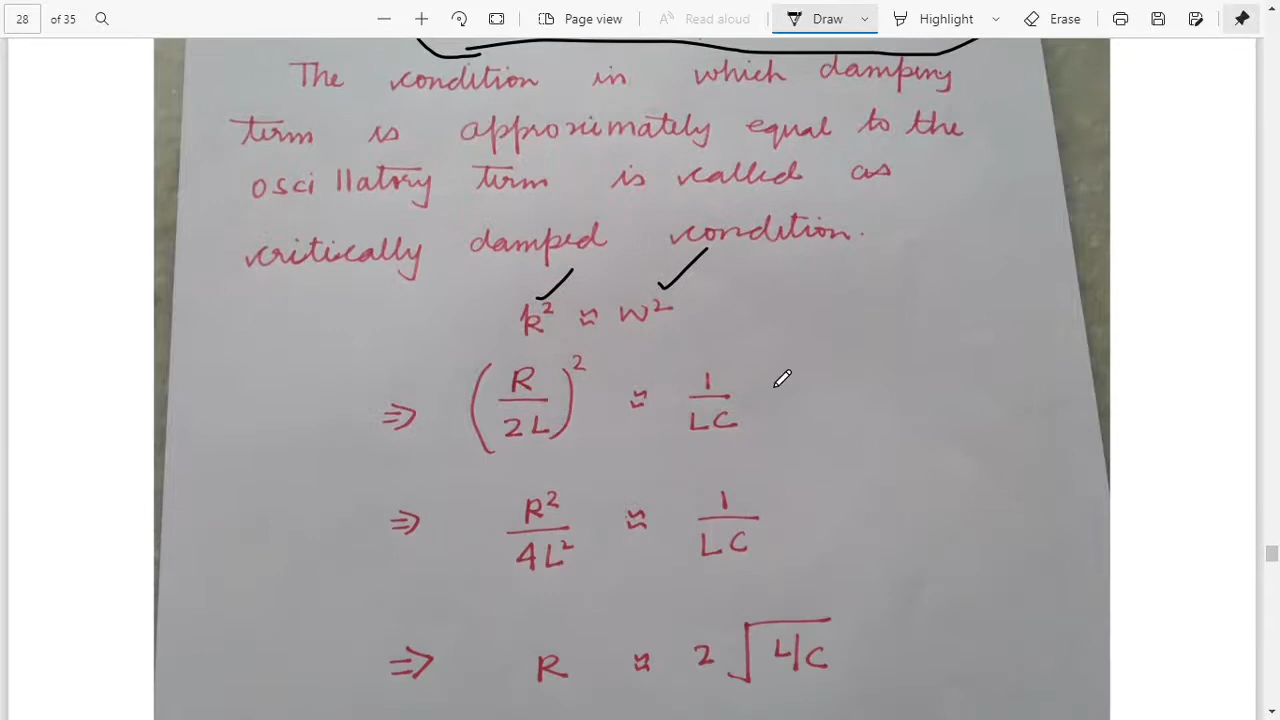 28 of 35 Page view Read aloud Draw Highlight Erase
The condition in which damping
term is approximately equal to the
oscillatory term is called as
critically damped condition.
k² ≈ w²
⇒ (R/2L)² ≈ 1/LC
⇒ R²/4L² ≈ 1/LC
⇒ R ≈ 2√L/C